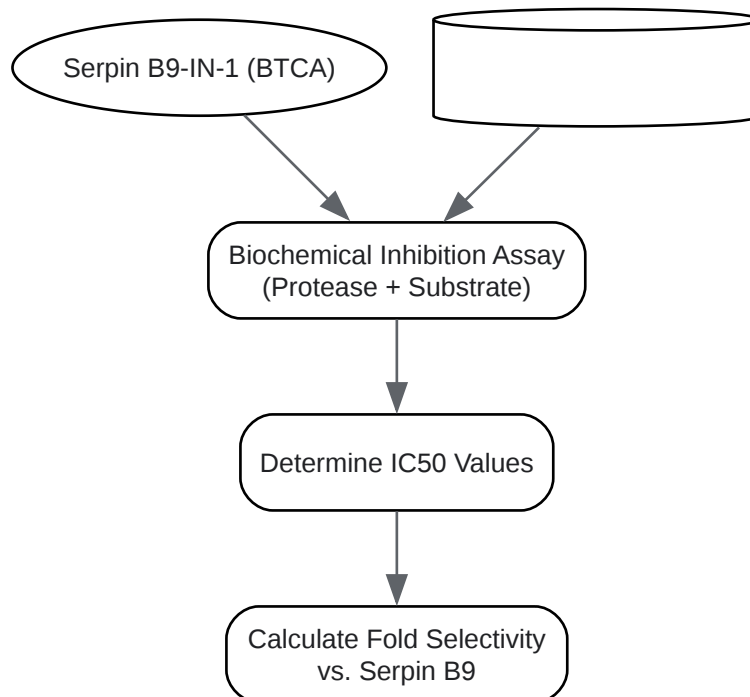 Serpin B9-IN-1 (BTCA)
Biochemical Inhibition Assay
(Protease + Substrate)
Determine IC50 Values
Calculate Fold Selectivity
vs. Serpin B9